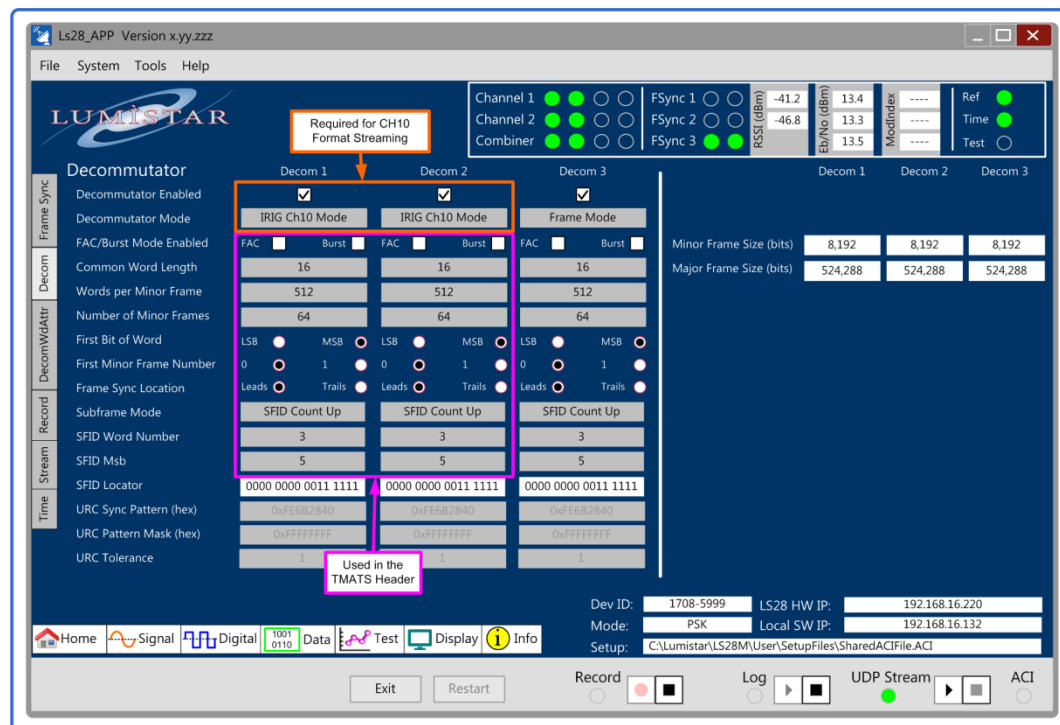 Ls28_APP Version x.yy.zzz
File System Tools Help
LUMISTAR
Required for CH10
Format Streaming
Channel 1
Channel 2
Combiner
FSync 1
FSync 2
FSync 3
RSSI (dBm)
-41.2
-46.8
Eb/No (dBm)
13.4
13.3
13.5
ModIndex
----
----
----
Ref
Time
Test
Decommutator Decom 1 Decom 2 Decom 3 Decom 1 Decom 2 Decom 3
Frame Sync
Decom
DecomWdAttr
Record
Stream
Time
Decommutator Enabled
Decommutator Mode IRIG Ch10 Mode IRIG Ch10 Mode Frame Mode
FAC/Burst Mode Enabled FAC Burst FAC Burst FAC Burst Minor Frame Size (bits) 8,192 8,192 8,192
Common Word Length 16 16 16 Major Frame Size (bits) 524,288 524,288 524,288
Words per Minor Frame 512 512 512
Number of Minor Frames 64 64 64
First Bit of Word LSB MSB LSB MSB LSB MSB
First Minor Frame Number 0 1 0 1 0 1
Frame Sync Location Leads Trails Leads Trails Leads Trails
Subframe Mode SFID Count Up SFID Count Up SFID Count Up
SFID Word Number 3 3 3
SFID Msb 5 5 5
SFID Locator 0000 0000 0011 1111 0000 0000 0011 1111 0000 0000 0011 1111
URC Sync Pattern (hex) 0xFE6B2840 0xFE6B2840 0xFE6B2840
URC Pattern Mask (hex) 0xFFFFFFFF 0xFFFFFFFF 0xFFFFFFFF
URC Tolerance 1 1 1
Used in the
TMATS Header
Dev ID: 1708-5999 LS28 HW IP: 192.168.16.220
Mode: PSK Local SW IP: 192.168.16.132
Setup: C:\Lumistar\LS28M\User\SetupFiles\SharedACIFile.ACI
Home Signal Digital 1001 0110 Data Test Display i Info
Exit Restart Record Log UDP Stream ACI